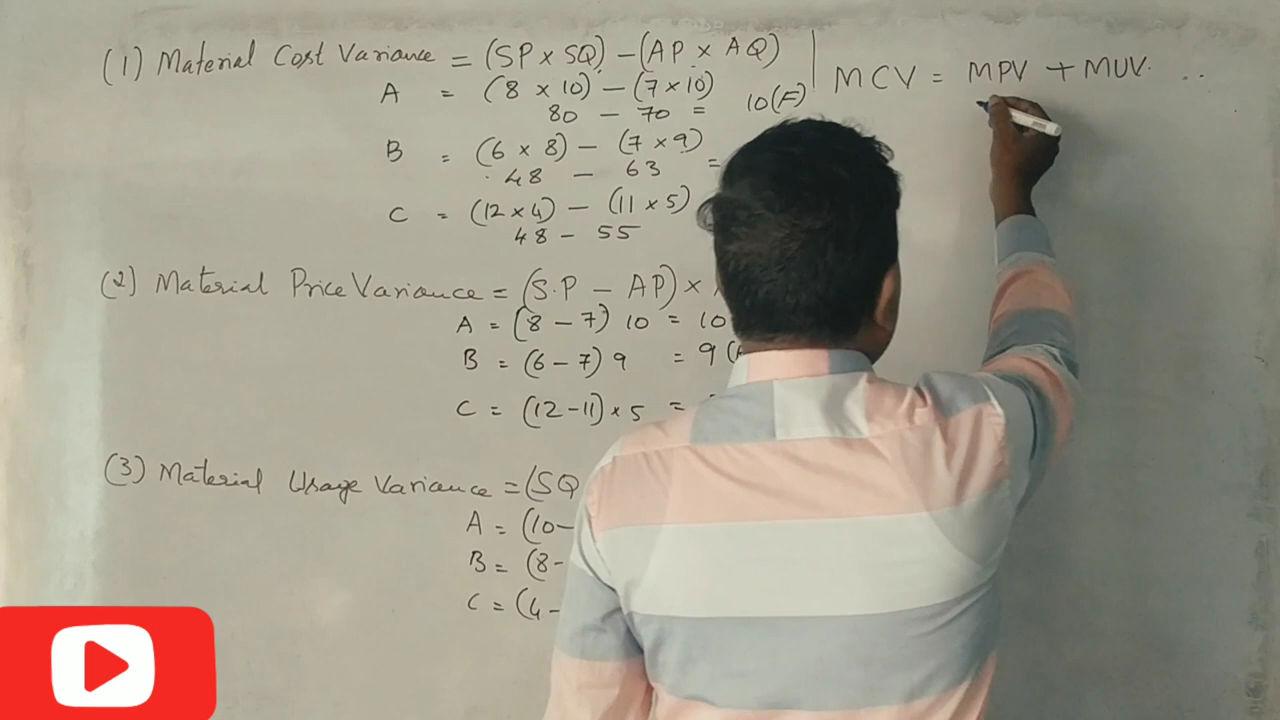 (1) Material Cost Variance = (SP x SQ) - (AP x AQ)
A = (8 x 10) - (7 x 10)
80 - 70 = 10(F)
B = (6 x 8) - (7 x 9)
48 - 63 =
C = (12 x 4) - (11 x 5)
48 - 55
(2) Material Price Variance = (S.P - AP) x
A = (8 - 7) 10 = 10
B = (6 - 7) 9 = 9 (
C = (12 - 11) x 5 =
(3) Material Usage Variance = (SQ
A = (10 -
B = (8 -
C = (4 -
MCV = MPV + MUV. ..